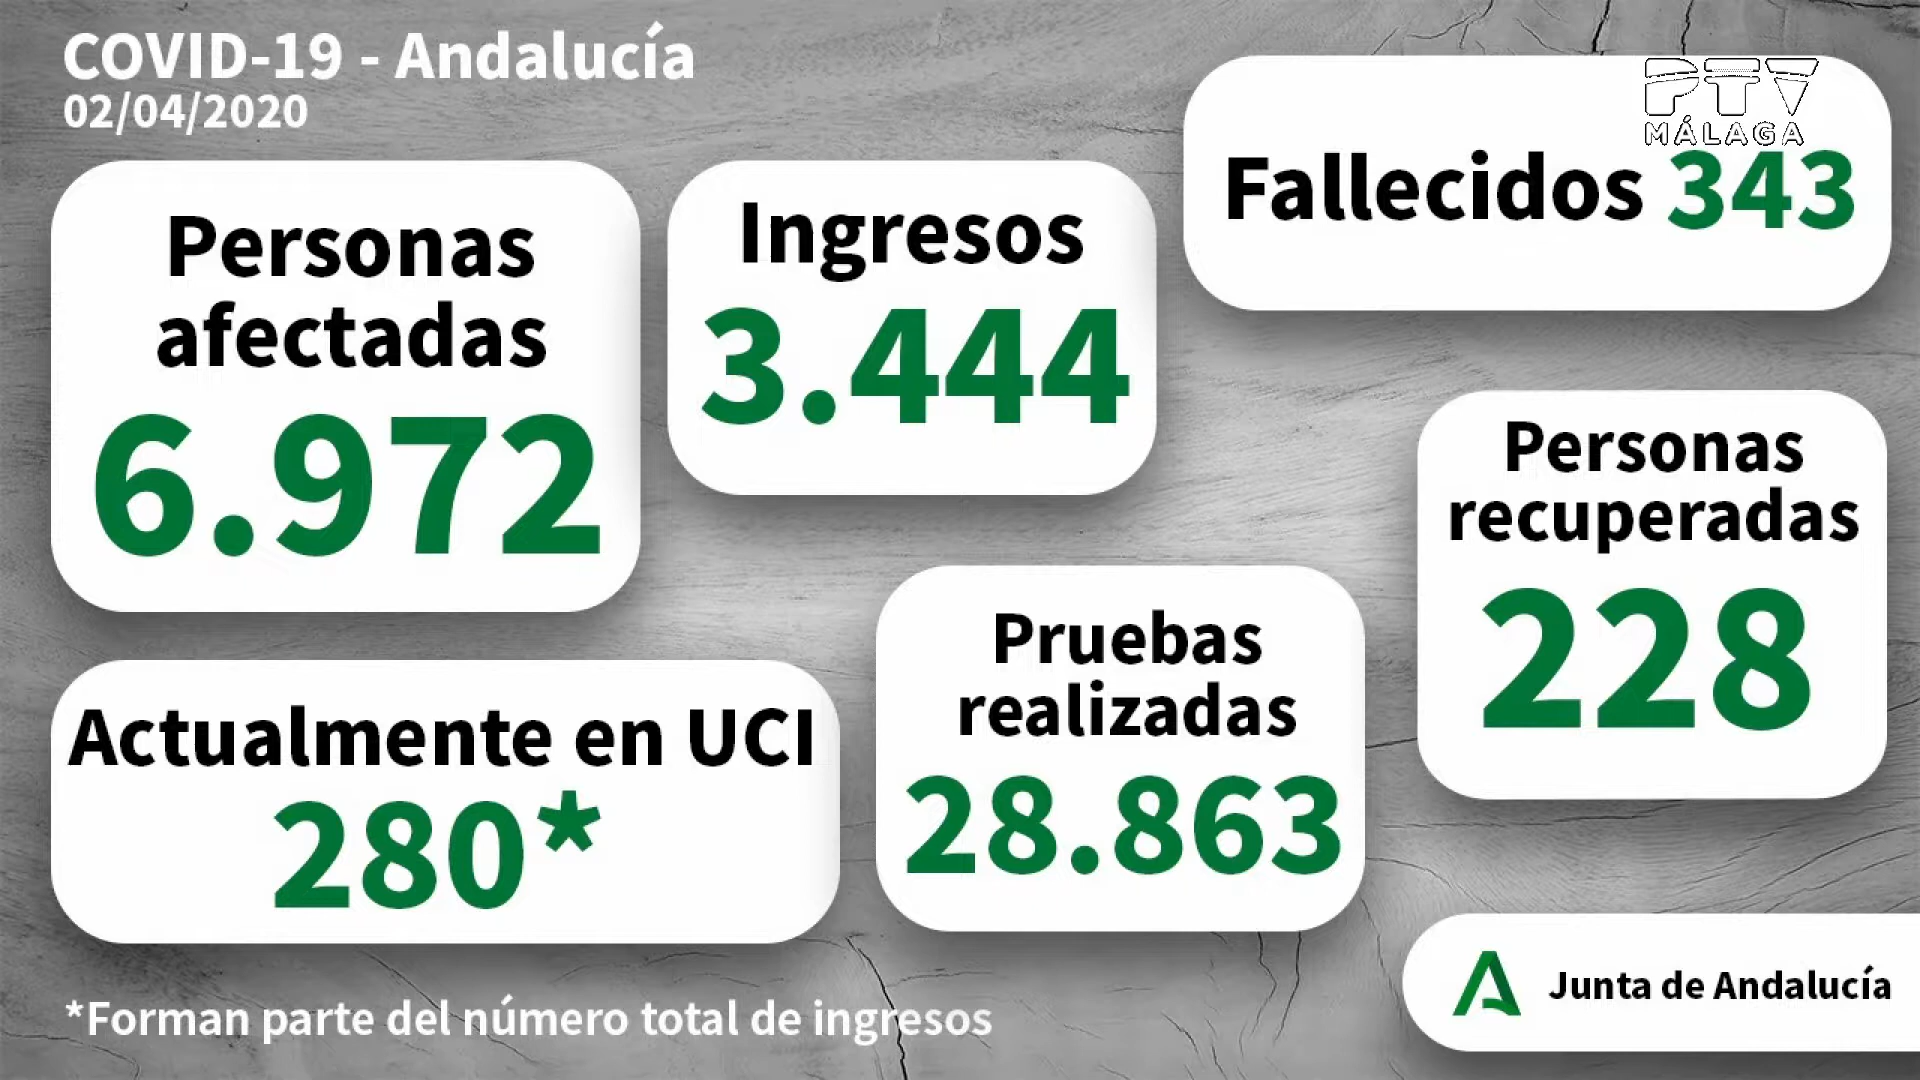 COVID-19 - Andalucía
02/04/2020
PTV
MÁLAGA
Personas
afectadas
6.972
Ingresos
3.444
Fallecidos 343
Personas
recuperadas
228
Actualmente en UCI
280*
Pruebas
realizadas
28.863
*Forman parte del número total de ingresos
Junta de Andalucía